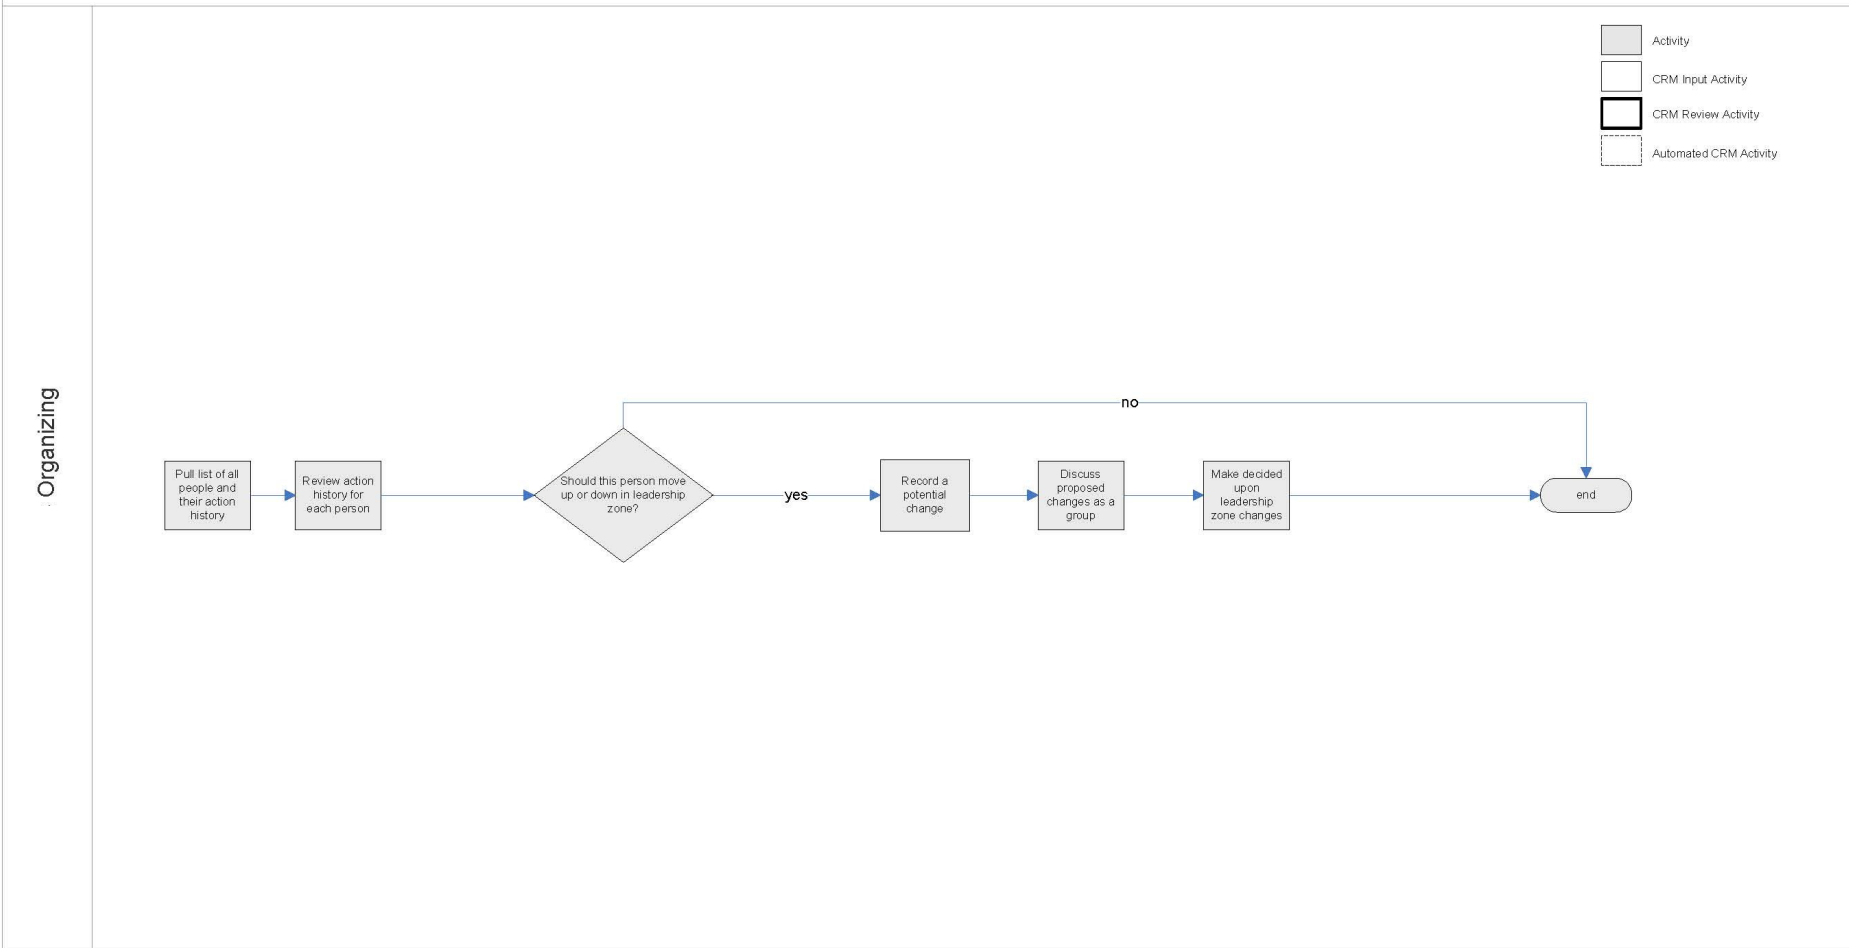 Activity
CRM Input Activity
CRM Review Activity
Automated CRM Activity
Organizing
no
Pull list of all
people and
their action
history
Review action
history for
each person
Should this person move
up or down in leadership
zone?
yes
Record a
potential
change
Discuss
proposed
changes as a
group
Make decided
upon
leadership
zone changes
end